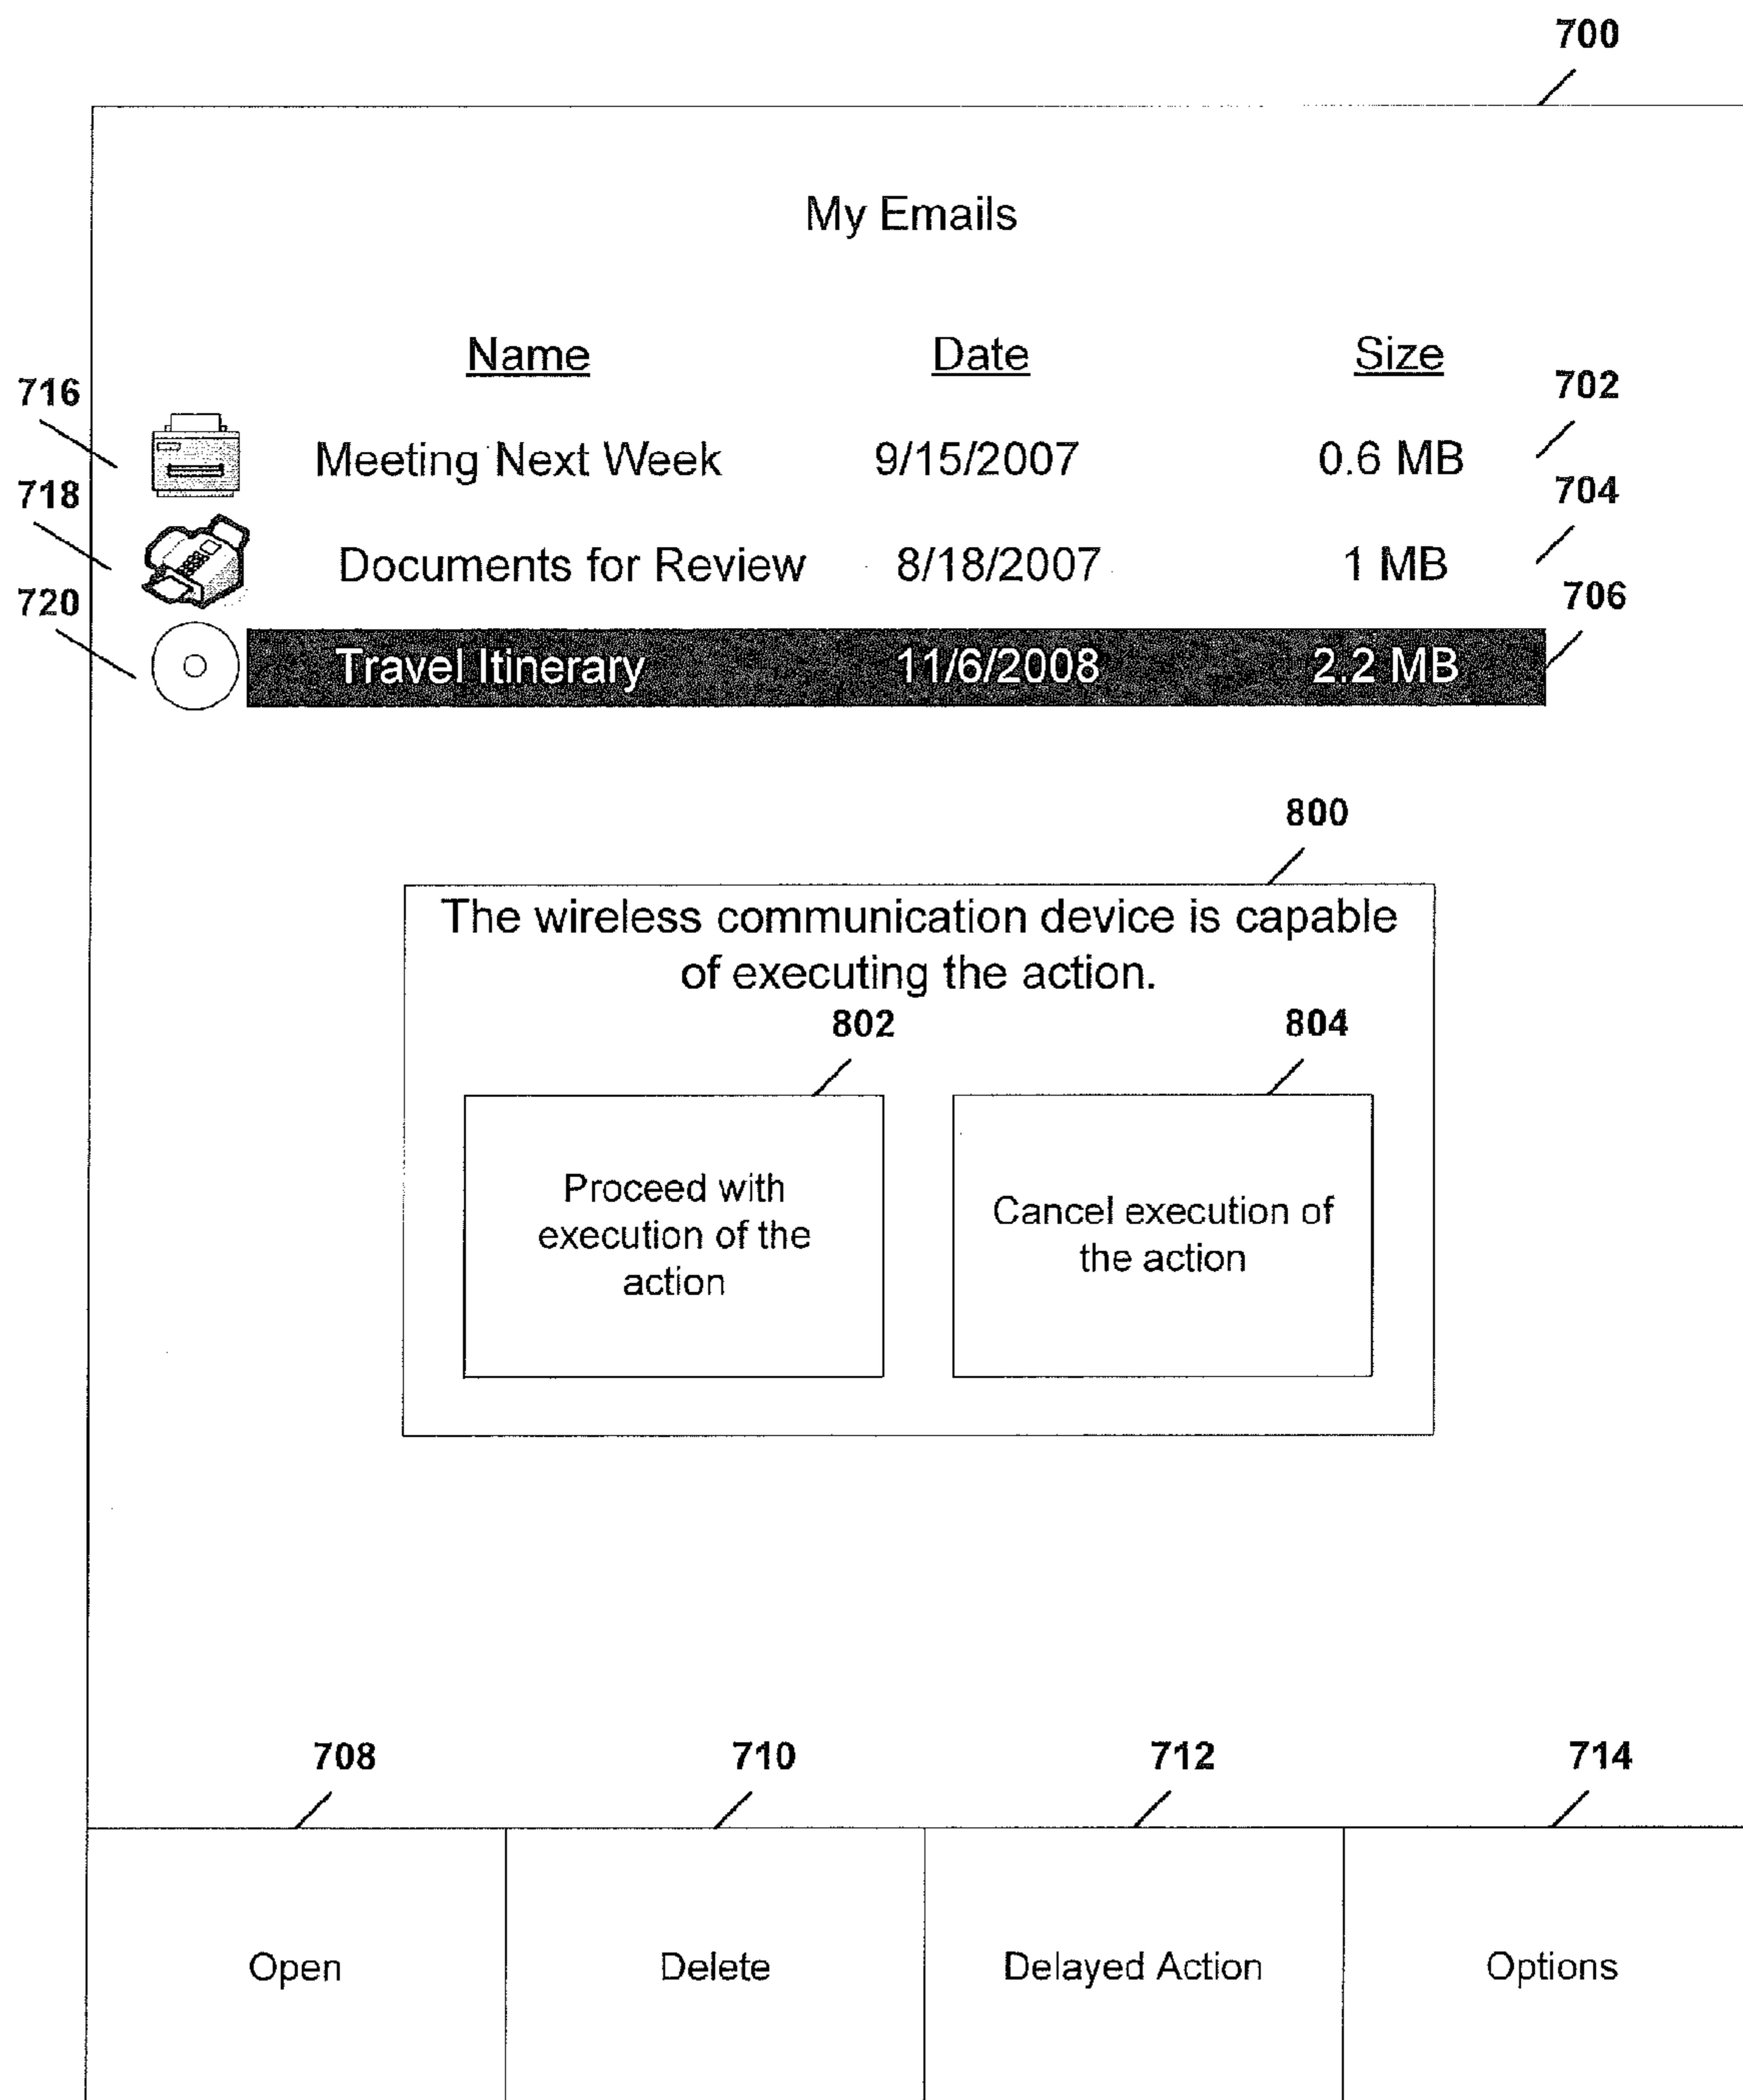 700
My Emails
Name Date Size
716 702
Meeting Next Week 9/15/2007 0.6 MB
718 704
Documents for Review 8/18/2007 1 MB
720 706
Travel Itinerary 11/6/2008 2.2 MB
800
The wireless communication device is capable
of executing the action.
802 804
Proceed with
execution of the
action
Cancel execution of
the action
708 710 712 714
Open Delete Delayed Action Options